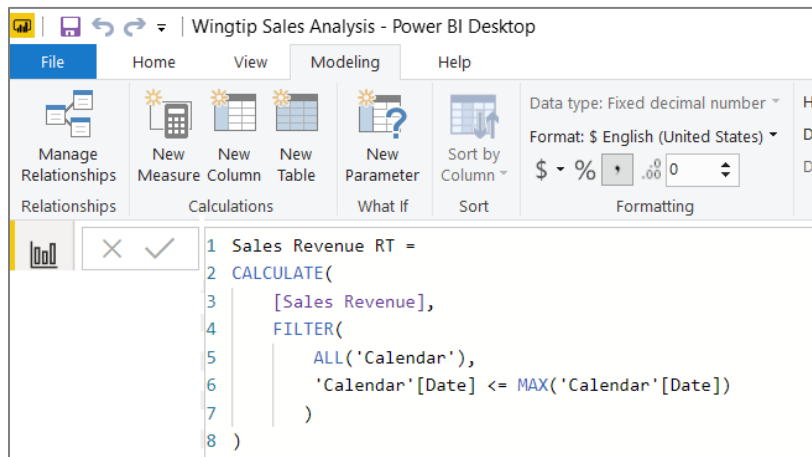 Wingtip Sales Analysis - Power BI Desktop
File Home View Modeling Help
Manage Relationships
New Measure
New Column
New Table
New Parameter
Sort by Column
Data type: Fixed decimal number
Format: $ English (United States)
$ % , .00 0
Relationships Calculations What If Sort Formatting
1 Sales Revenue RT =
2 CALCULATE(
3 [Sales Revenue],
4 FILTER(
5 ALL('Calendar'),
6 'Calendar'[Date] <= MAX('Calendar'[Date])
7 )
8 )